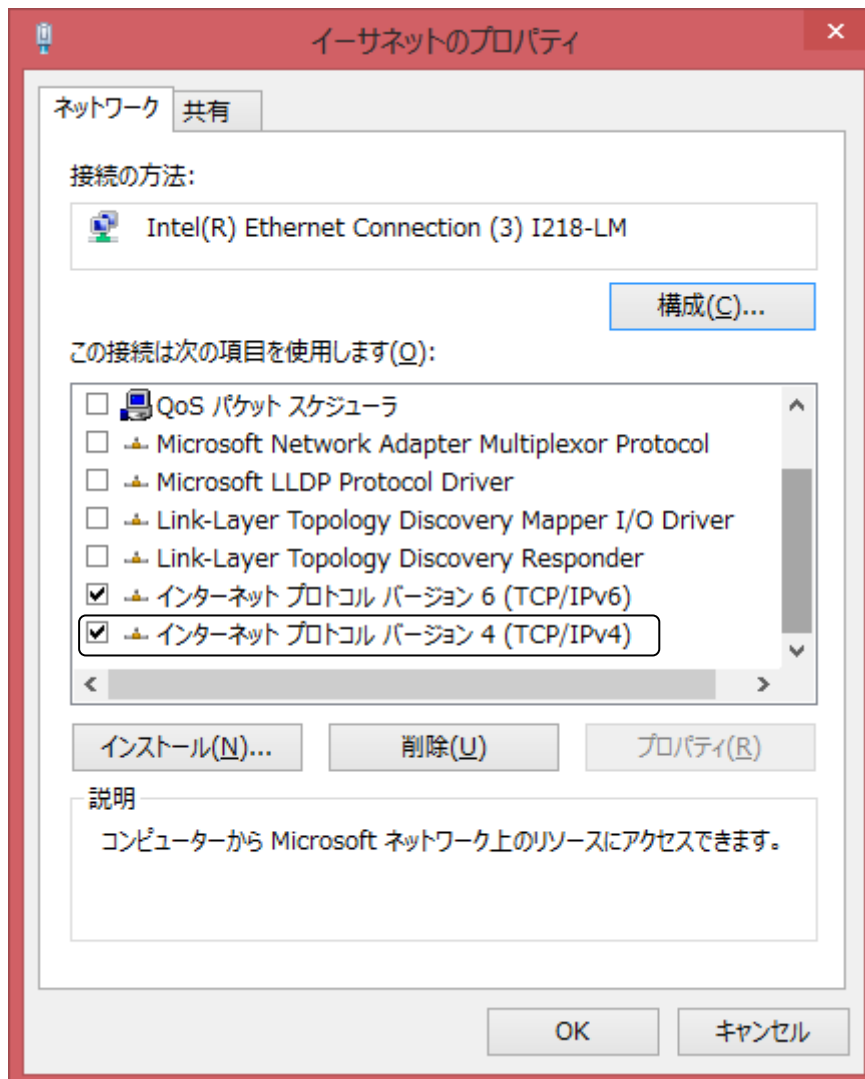 イーサネットのプロパティ
ネットワーク
共有
接続の方法:
Intel(R) Ethernet Connection (3) I218-LM
構成(C)...
この接続は次の項目を使用します(O):
QoS パケット スケジューラ
Microsoft Network Adapter Multiplexor Protocol
Microsoft LLDP Protocol Driver
Link-Layer Topology Discovery Mapper I/O Driver
Link-Layer Topology Discovery Responder
インターネット プロトコル バージョン 6 (TCP/IPv6)
インターネット プロトコル バージョン 4 (TCP/IPv4)
インストール(N)...
削除(U)
プロパティ(R)
説明
コンピューターから Microsoft ネットワーク上のリソースにアクセスできます。
OK
キャンセル